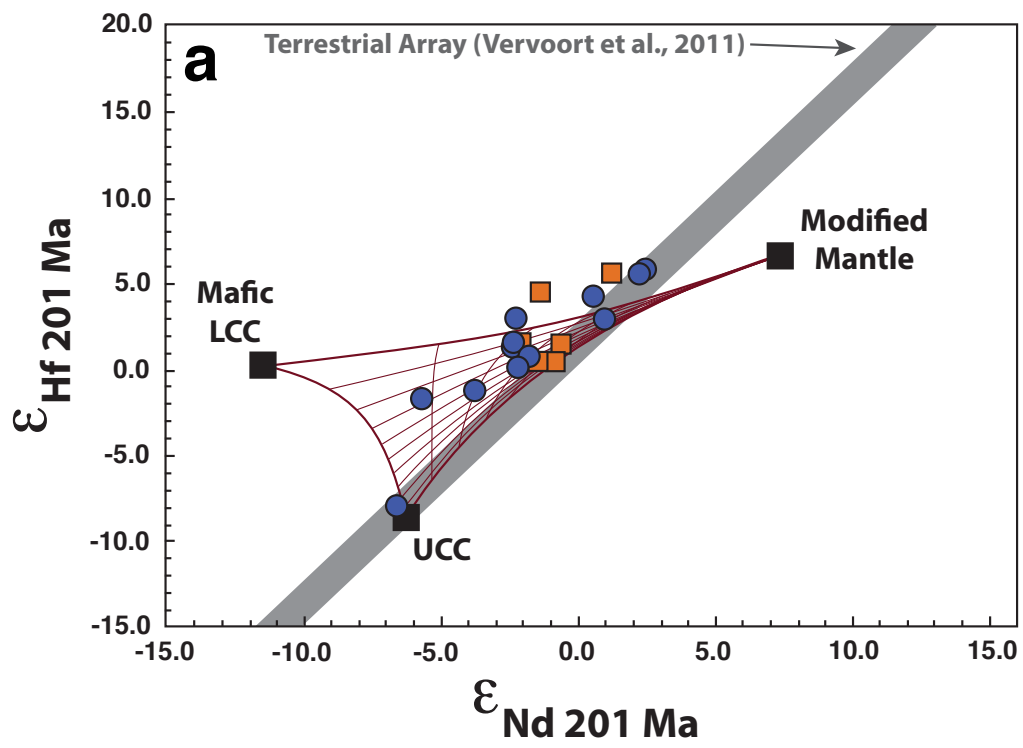 a
Terrestrial Array (Vervoort et al., 2011)
20.0
15.0
10.0
5.0
0.0
-5.0
-10.0
-15.0
ε Hf 201 Ma
Mafic
LCC
Modified
Mantle
UCC
-15.0 -10.0 -5.0 0.0 5.0 10.0 15.0
ε Nd 201 Ma